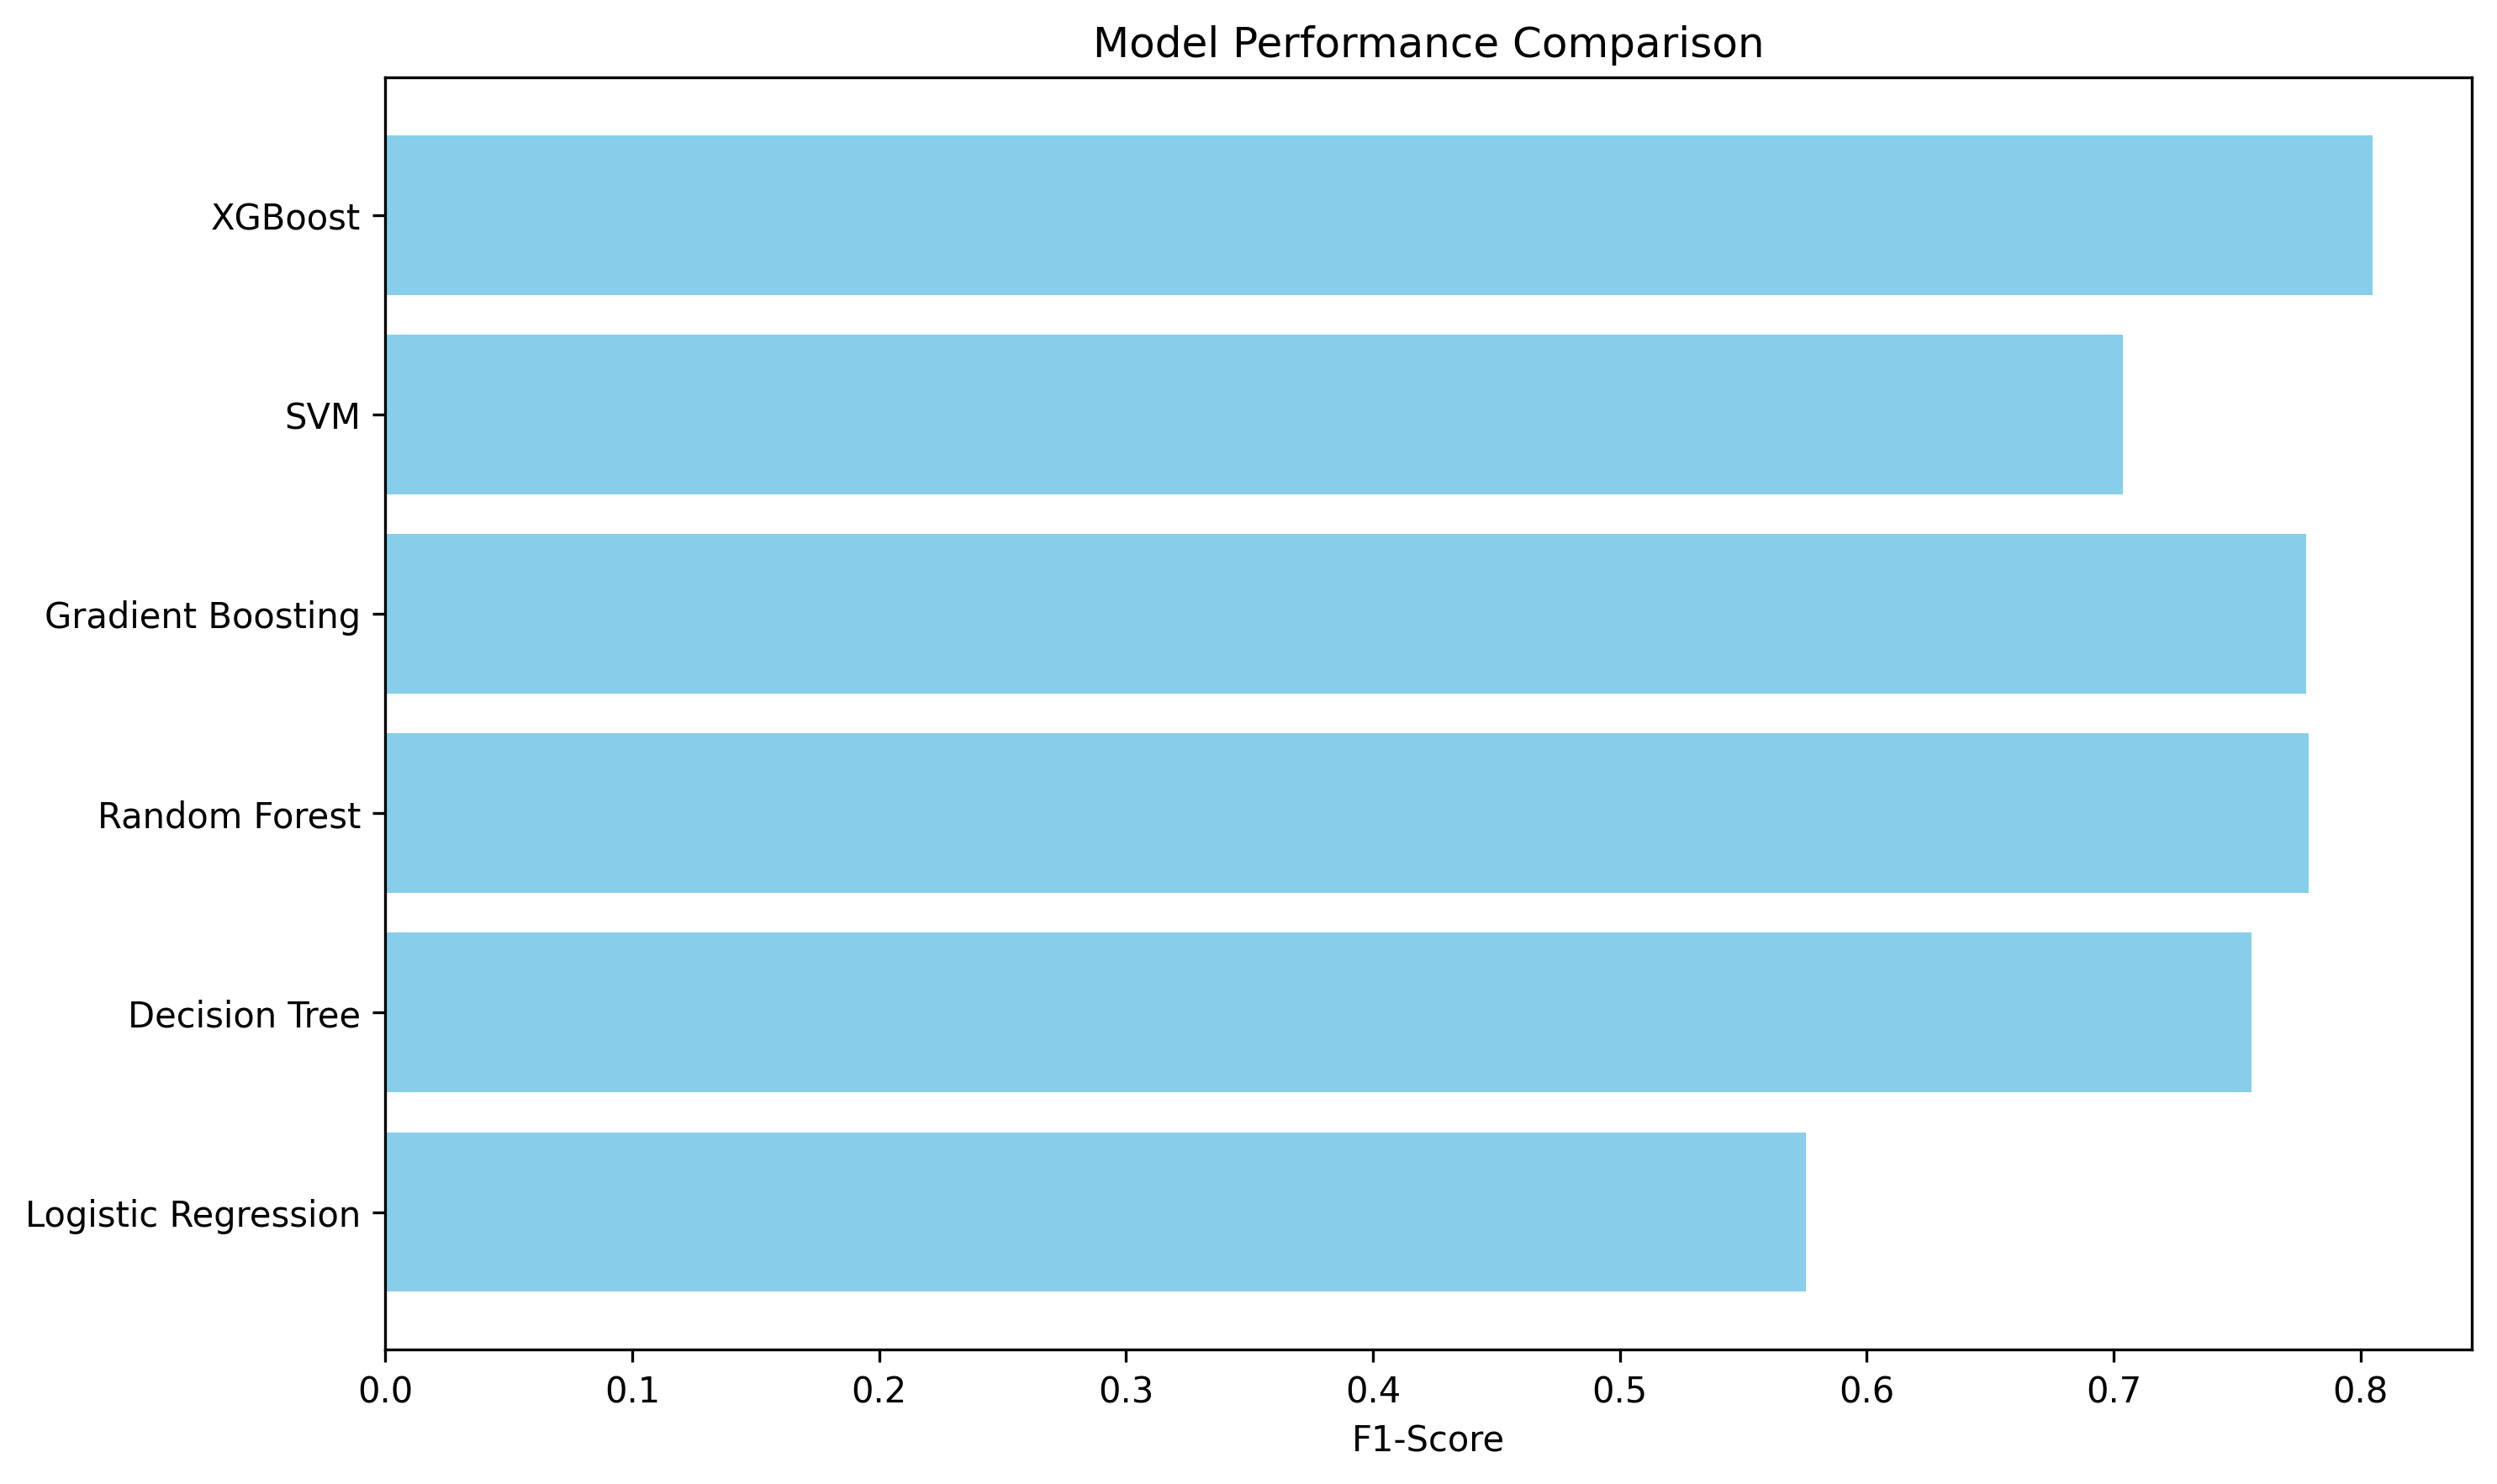 Model Performance Comparison
XGBoost
SVM
Gradient Boosting
Random Forest
Decision Tree
Logistic Regression
0.0 0.1 0.2 0.3 0.4 0.5 0.6 0.7 0.8
F1-Score